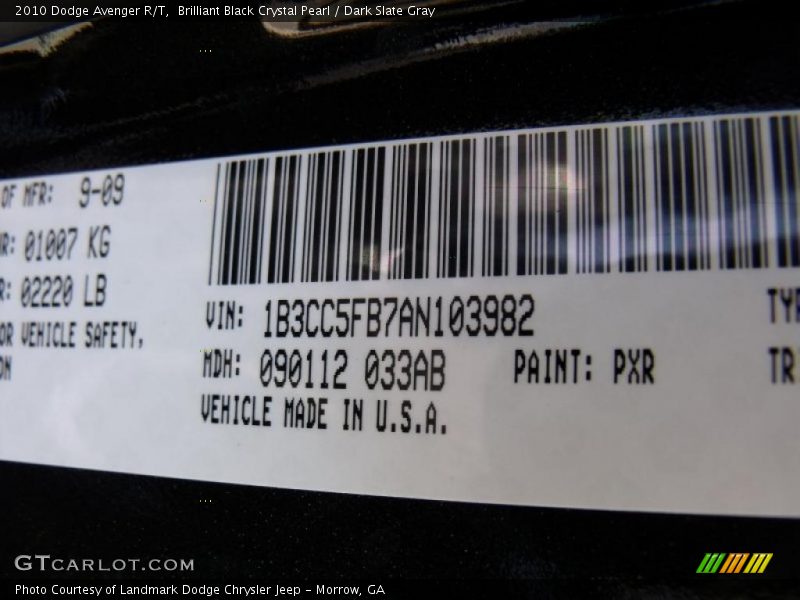 2010 Dodge Avenger R/T,  Brilliant Black Crystal Pearl / Dark Slate Gray
OF MFR: 9-09
R: 01007 KG
R: 02220 LB
OR VEHICLE SAFETY,
ON
VIN: 1B3CC5FB7AN103982
MDH: 090112 033AB
PAINT: PXR
VEHICLE MADE IN U.S.A.
TY
TR
GTCARLOT.COM
Photo Courtesy of Landmark Dodge Chrysler Jeep – Morrow, GA